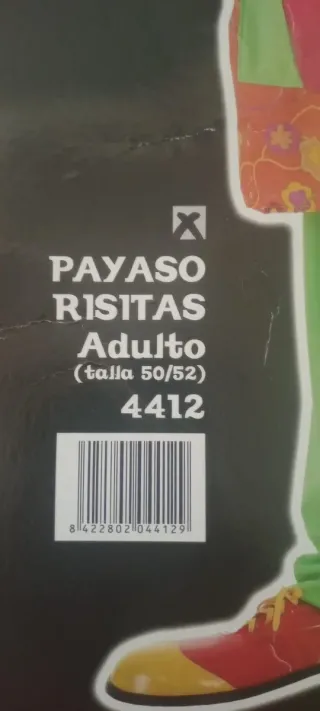 PAYASO
RISITAS
Adulto
(talla 50/52)
4412
8 422802 044129